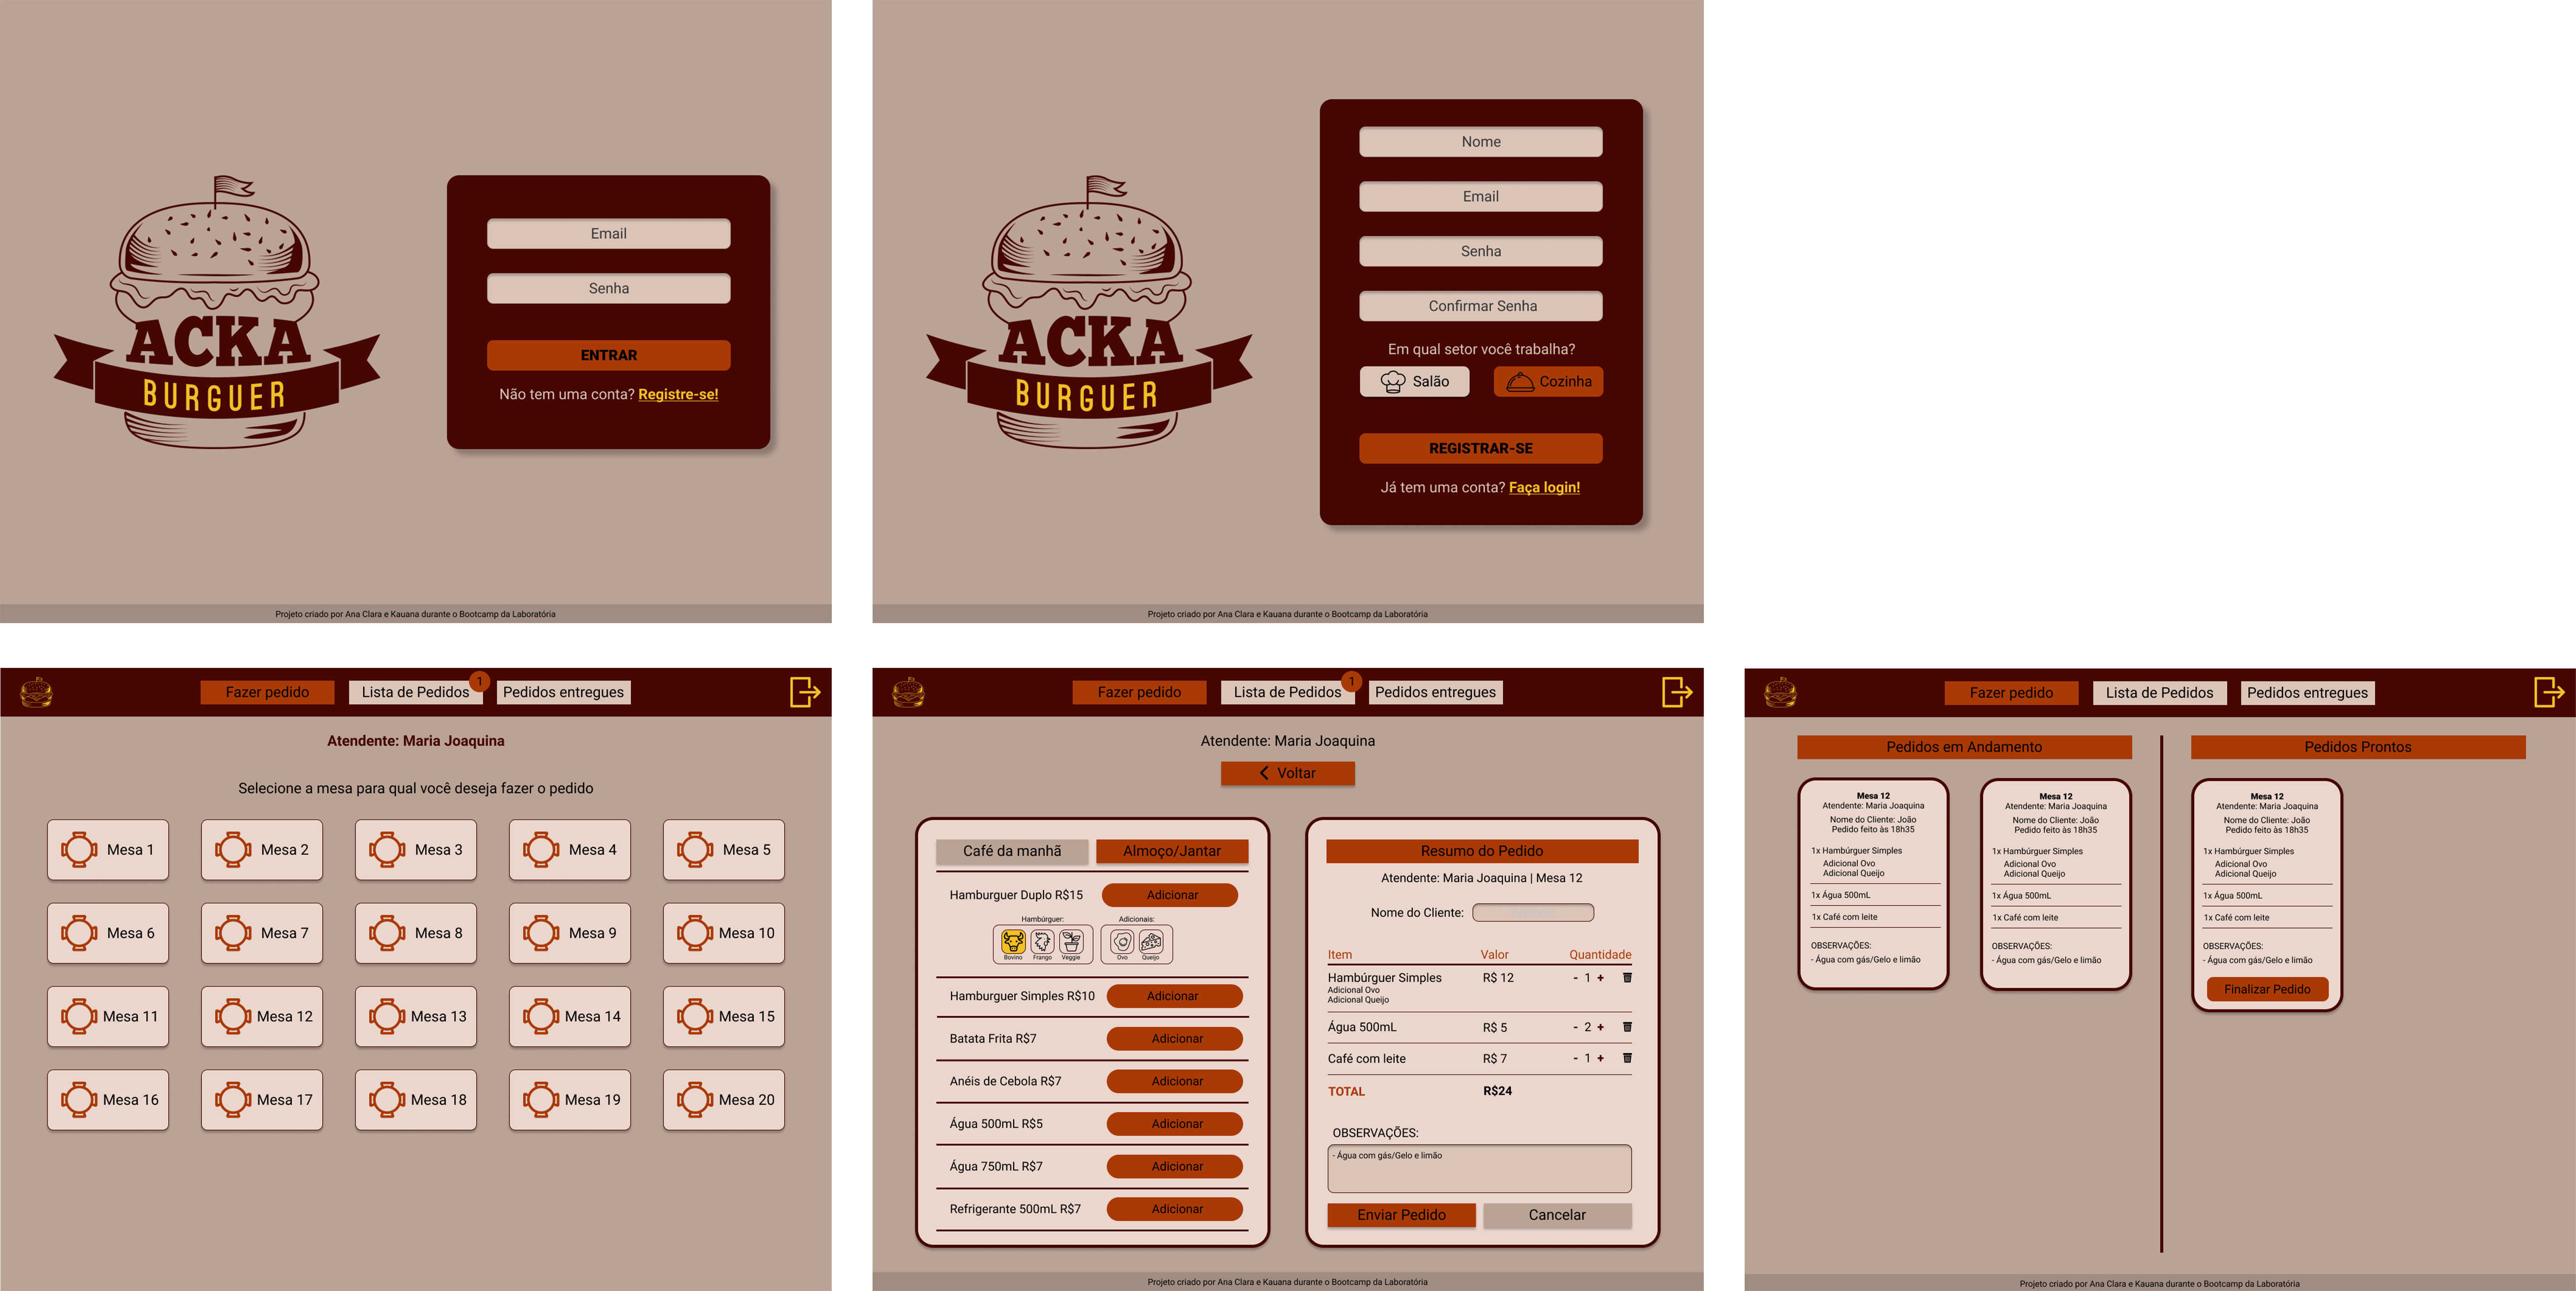 ACKA
BURGUER
Email
Senha
ENTRAR
Não tem uma conta? Registre-se!
Projeto criado por Ana Clara e Kauana durante o Bootcamp da Laboratória
ACKA
BURGUER
Nome
Email
Senha
Confirmar Senha
Em qual setor você trabalha?
Salão
Cozinha
REGISTRAR-SE
Já tem uma conta? Faça login!
Projeto criado por Ana Clara e Kauana durante o Bootcamp da Laboratória
Fazer pedido
Lista de Pedidos
1
Pedidos entregues
Atendente: Maria Joaquina
Selecione a mesa para qual você deseja fazer o pedido
Mesa 1
Mesa 2
Mesa 3
Mesa 4
Mesa 5
Mesa 6
Mesa 7
Mesa 8
Mesa 9
Mesa 10
Mesa 11
Mesa 12
Mesa 13
Mesa 14
Mesa 15
Mesa 16
Mesa 17
Mesa 18
Mesa 19
Mesa 20
Fazer pedido
Lista de Pedidos
1
Pedidos entregues
Atendente: Maria Joaquina
Voltar
Café da manhã
Almoço/Jantar
Hamburguer Duplo R$15
Adicionar
Hambúrguer:
Adicionais:
Bovino
Frango
Veggie
Ovo
Queijo
Hamburguer Simples R$10
Adicionar
Batata Frita R$7
Adicionar
Anéis de Cebola R$7
Adicionar
Água 500mL R$5
Adicionar
Água 750mL R$7
Adicionar
Refrigerante 500mL R$7
Adicionar
Resumo do Pedido
Atendente: Maria Joaquina | Mesa 12
Nome do Cliente:
Item Valor Quantidade
Hambúrguer Simples R$ 12 - 1 +
Adicional Ovo
Adicional Queijo
Água 500mL R$ 5 - 2 +
Café com leite R$ 7 - 1 +
TOTAL R$24
OBSERVAÇÕES:
- Água com gás/Gelo e limão
Enviar Pedido
Cancelar
Projeto criado por Ana Clara e Kauana durante o Bootcamp da Laboratória
Fazer pedido
Lista de Pedidos
Pedidos entregues
Pedidos em Andamento
Mesa 12
Atendente: Maria Joaquina
Nome do Cliente: João
Pedido feito às 18h35
1x Hambúrguer Simples
Adicional Ovo
Adicional Queijo
1x Água 500mL
1x Café com leite
OBSERVAÇÕES:
- Água com gás/Gelo e limão
Mesa 12
Atendente: Maria Joaquina
Nome do Cliente: João
Pedido feito às 18h35
1x Hambúrguer Simples
Adicional Ovo
Adicional Queijo
1x Água 500mL
1x Café com leite
OBSERVAÇÕES:
- Água com gás/Gelo e limão
Pedidos Prontos
Mesa 12
Atendente: Maria Joaquina
Nome do Cliente: João
Pedido feito às 18h35
1x Hambúrguer Simples
Adicional Ovo
Adicional Queijo
1x Água 500mL
1x Café com leite
OBSERVAÇÕES:
- Água com gás/Gelo e limão
Finalizar Pedido
Projeto criado por Ana Clara e Kauana durante o Bootcamp da Laboratória